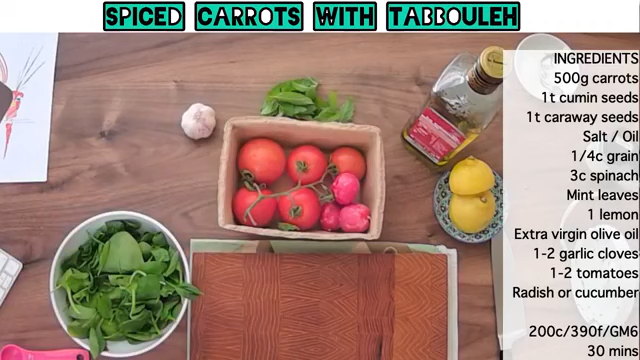 SPICED CARROTS WITH TABBOULEH
INGREDIENTS
500g carrots
1t cumin seeds
1t caraway seeds
Salt / Oil
1/4c grain
3c spinach
Mint leaves
1 lemon
Extra virgin olive oil
1-2 garlic cloves
1-2 tomatoes
Radish or cucumber
200c/390f/GM6
30 mins